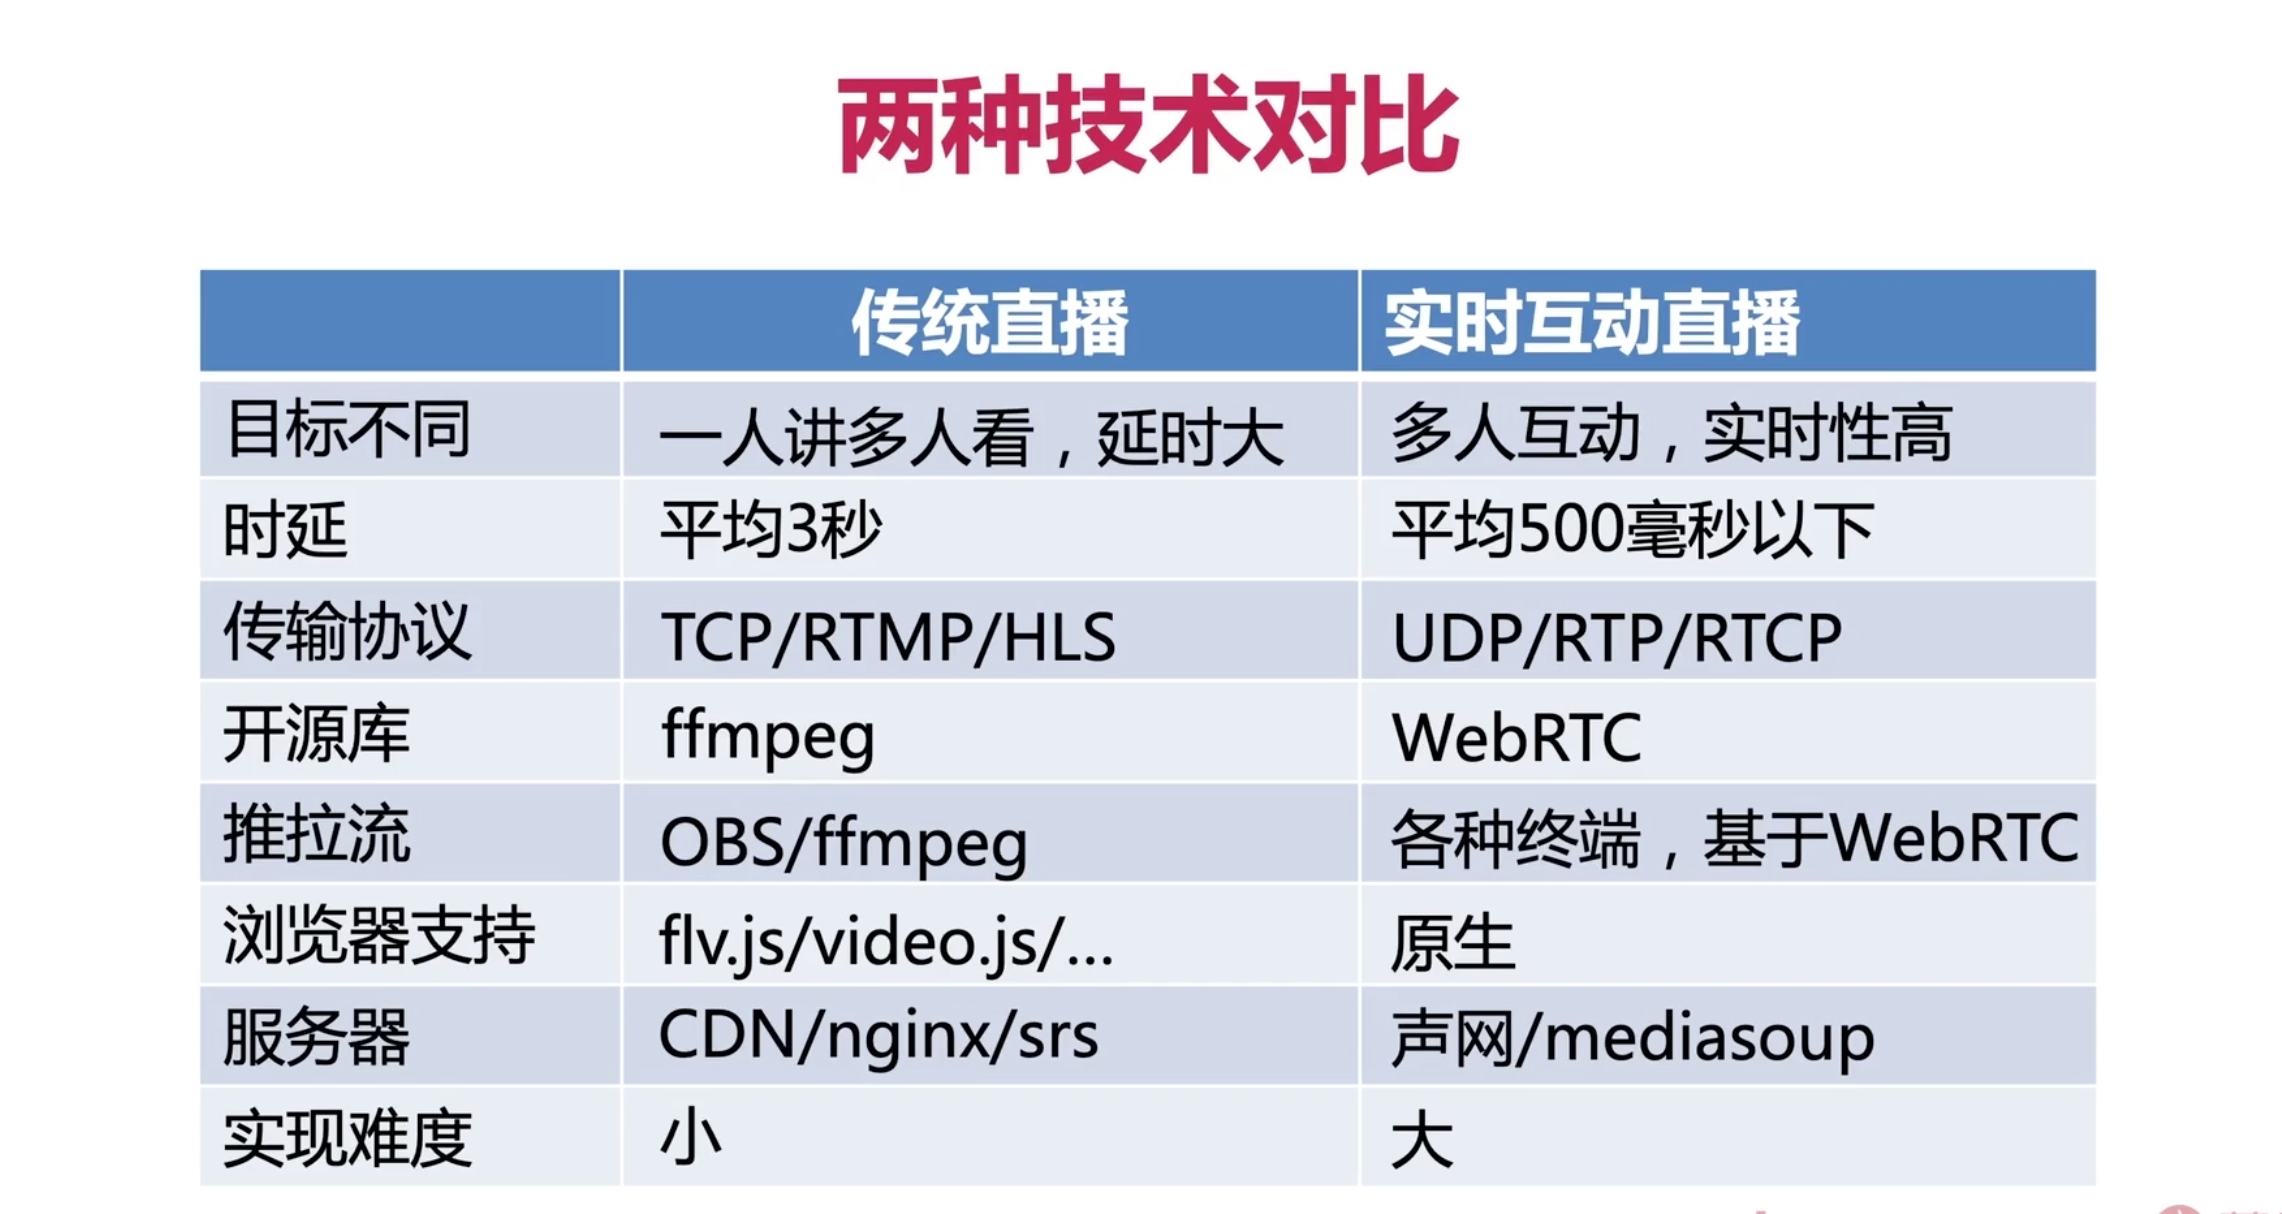 两种技术对比
传统直播 实时互动直播
目标不同 一人讲多人看，延时大 多人互动，实时性高
时延 平均3秒 平均500毫秒以下
传输协议 TCP/RTMP/HLS UDP/RTP/RTCP
开源库 ffmpeg WebRTC
推拉流 OBS/ffmpeg 各种终端，基于WebRTC
浏览器支持 flv.js/video.js/... 原生
服务器 CDN/nginx/srs 声网/mediasoup
实现难度 小 大